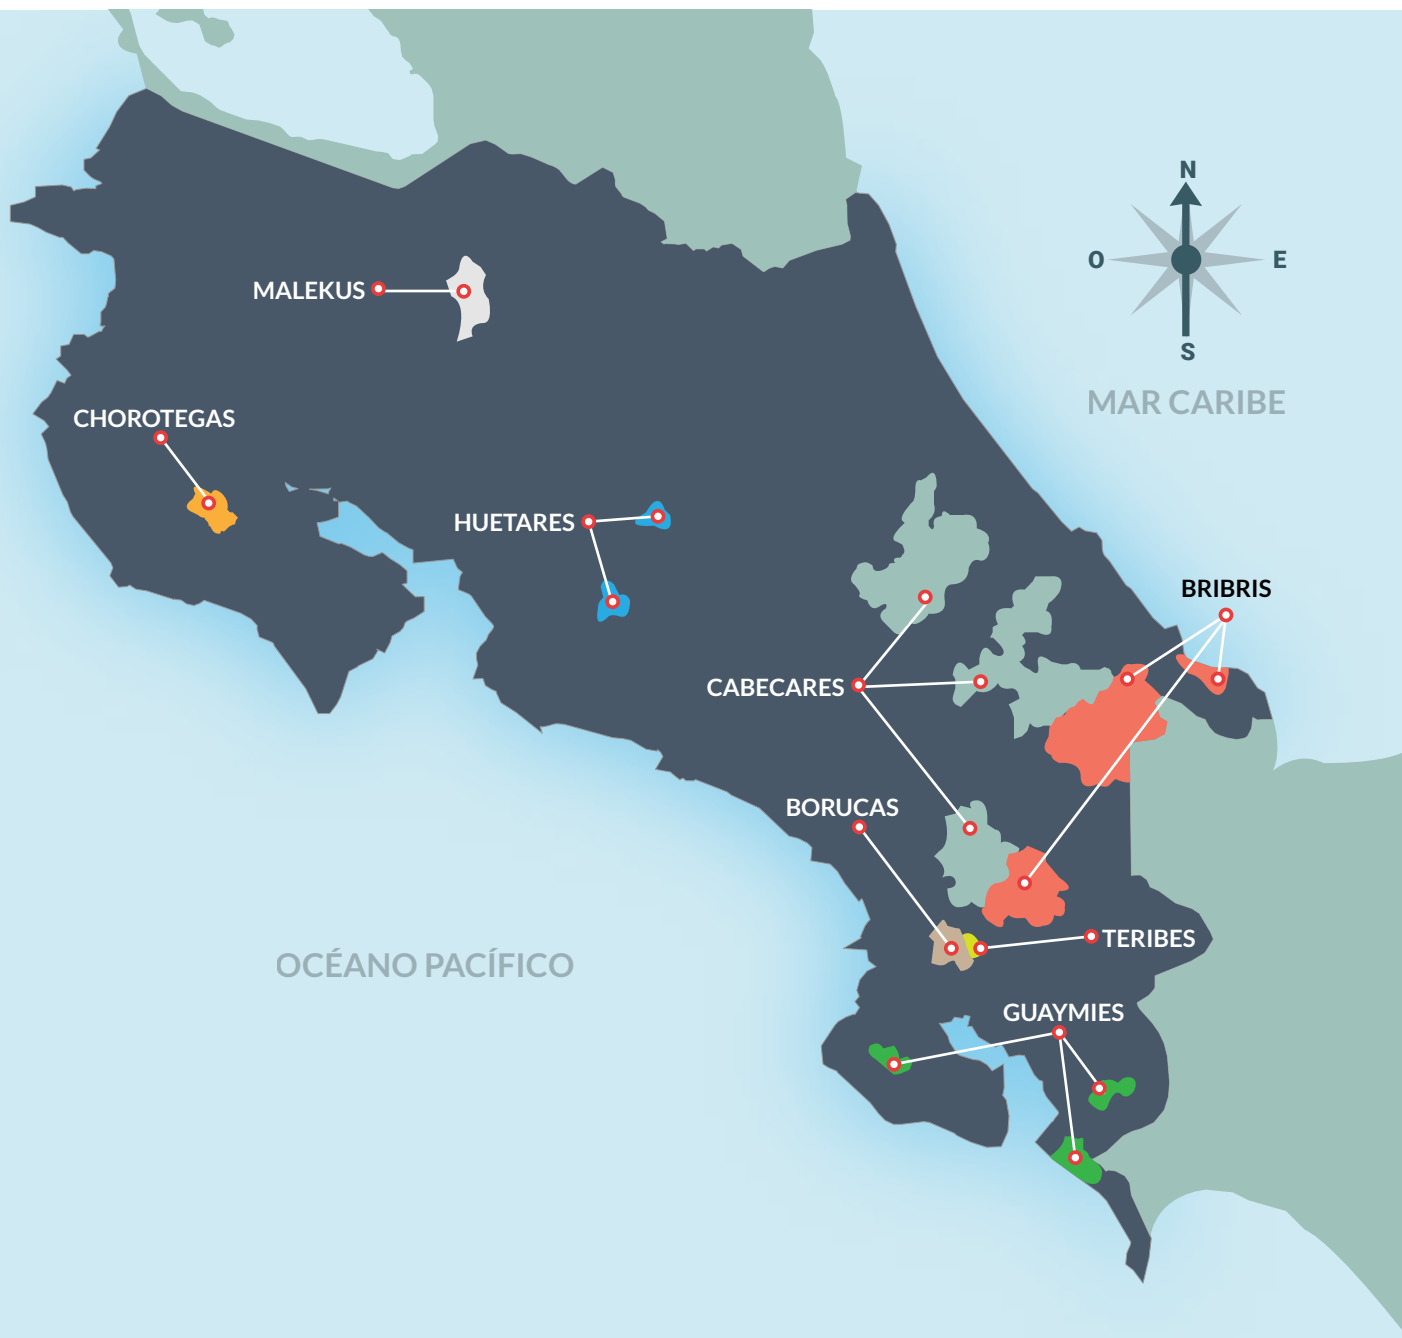 N
O
E
S
MALEKUS
MAR CARIBE
CHOROTEGAS
HUETARES
BRIBRIS
CABECARES
BORUCAS
TERIBES
OCÉANO PACÍFICO
GUAYMIES